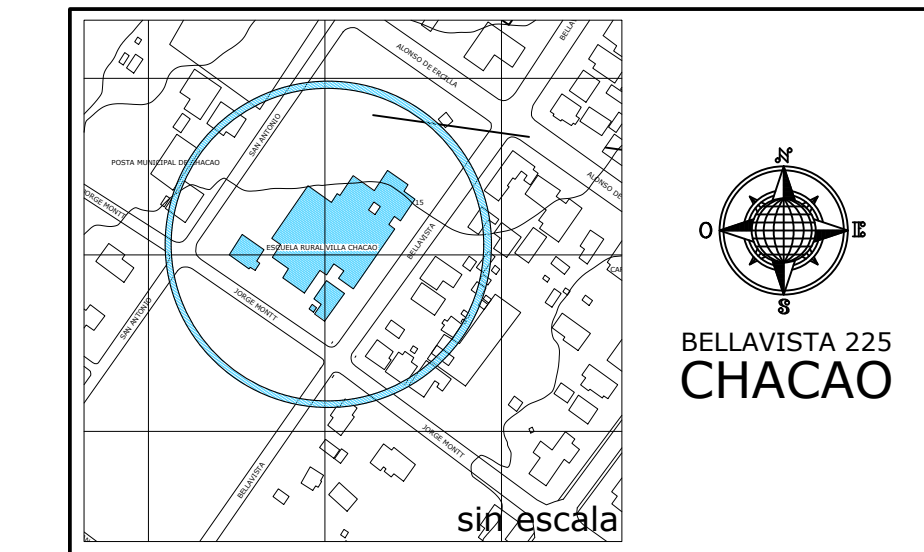 BELLAVISTA
ALONSO DE ERCILLA
SAN ANTONIO
POSTA MUNICIPAL DE CHACAO
ALONSO DE
JORGE MONTT
15
BELLAVISTA
ESCUELA RURAL VILLA CHACAO
JORGE MONTT
SAN ANTONIO
JORGE MONTT
BELLAVISTA
sin escala
N
O
E
S
BELLAVISTA 225
CHACAO